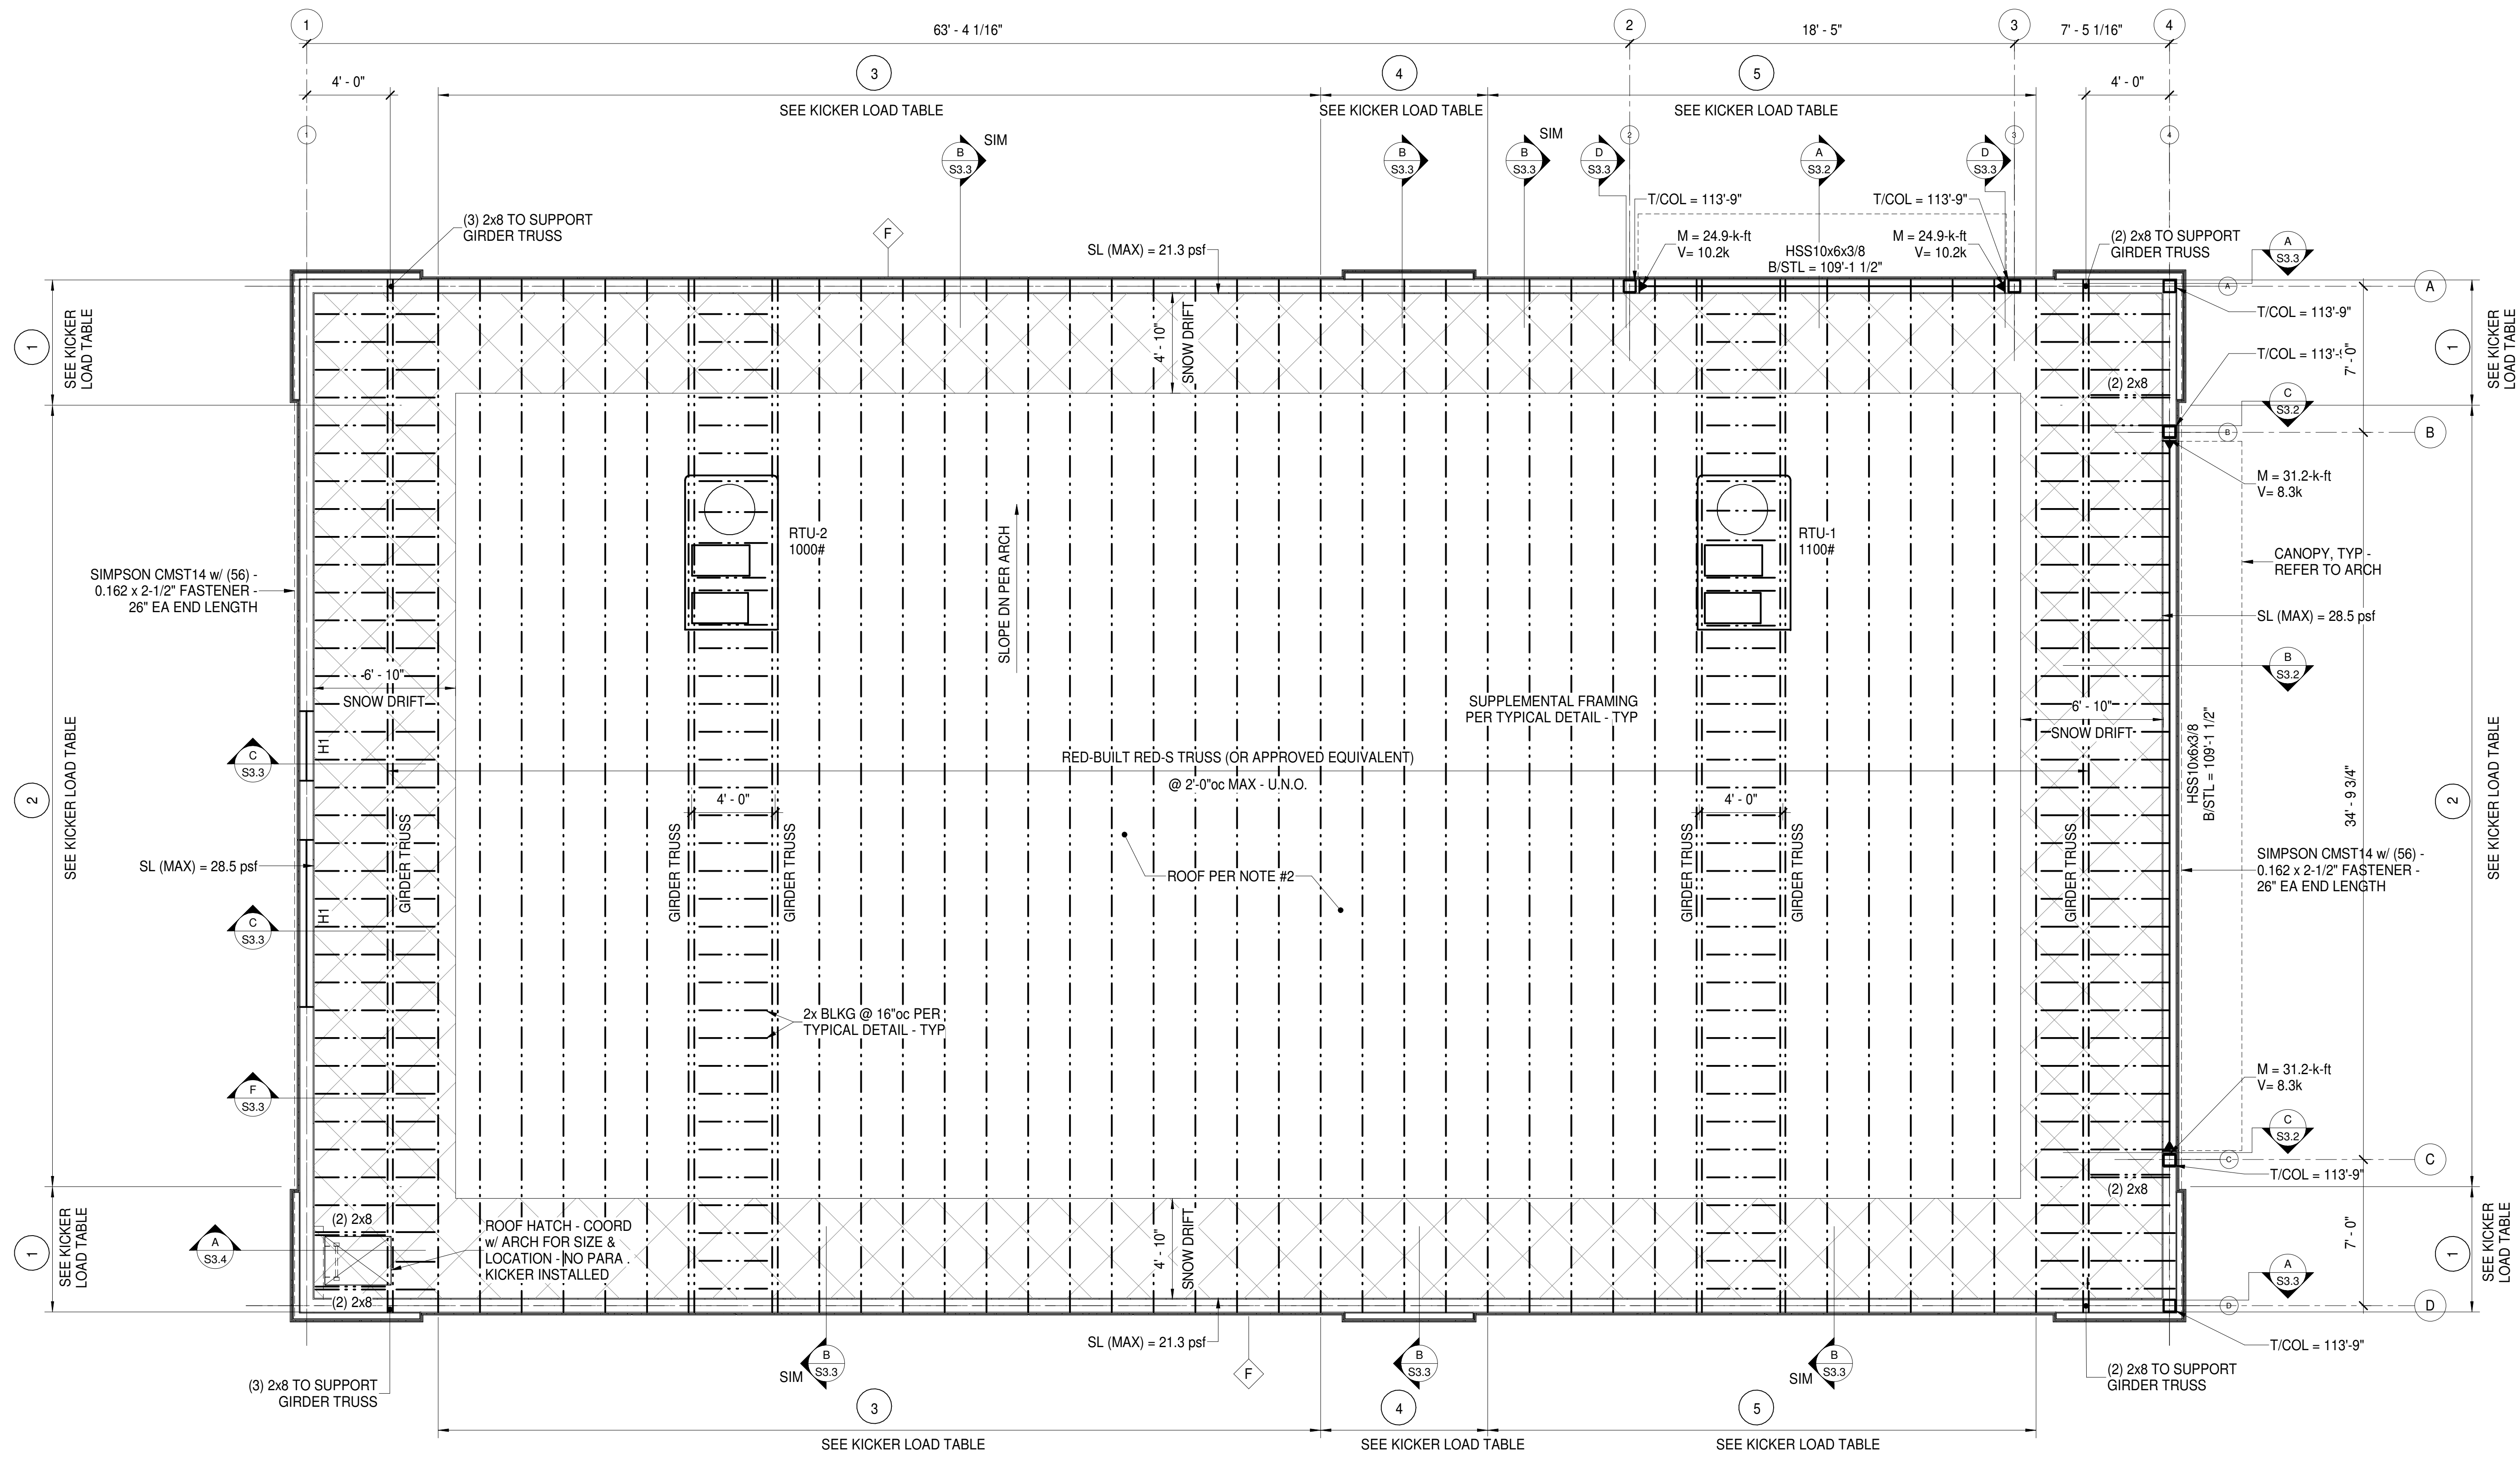 1
2
3
4
63' - 4 1/16"
18' - 5"
7' - 5 1/16"
4' - 0"
3
4
5
4' - 0"
SEE KICKER LOAD TABLE
SEE KICKER LOAD TABLE
SEE KICKER LOAD TABLE
1
2
3
4
B
S3.3
SIM
B
S3.3
B
S3.3
SIM
D
S3.3
A
S3.2
D
S3.3
(3) 2x8 TO SUPPORT
GIRDER TRUSS
F
SL (MAX) = 21.3 psf
T/COL = 113'-9"
T/COL = 113'-9"
M = 24.9-k-ft
V= 10.2k
HSS10x6x3/8
B/STL = 109'-1 1/2"
M = 24.9-k-ft
V= 10.2k
(2) 2x8 TO SUPPORT
GIRDER TRUSS
A
S3.3
A
A
T/COL = 113'-9"
1
SEE KICKER
LOAD TABLE
4' - 10"
SNOW DRIFT
T/COL = 113'-
7' - 0"
1
SEE KICKER
LOAD TABLE
(2) 2x8
C
S3.2
B
B
M = 31.2-k-ft
V= 8.3k
RTU-2
1000#
SLOPE DN PER ARCH
RTU-1
1100#
CANOPY, TYP -
REFER TO ARCH
SIMPSON CMST14 w/ (56) -
0.162 x 2-1/2" FASTENER -
26" EA END LENGTH
SL (MAX) = 28.5 psf
B
S3.2
6' - 10"
SNOW DRIFT
SUPPLEMENTAL FRAMING
PER TYPICAL DETAIL - TYP
6' - 10"
SNOW DRIFT
HSS10x6x3/8
B/STL = 109'-1 1/2"
H1
C
S3.3
RED-BUILT RED-S TRUSS (OR APPROVED EQUIVALENT)
@ 2'-0"oc MAX - U.N.O.
2
SEE KICKER LOAD TABLE
4' - 0"
4' - 0"
34' - 9 3/4"
2
SEE KICKER LOAD TABLE
GIRDER TRUSS
GIRDER TRUSS
GIRDER TRUSS
GIRDER TRUSS
GIRDER TRUSS
GIRDER TRUSS
SL (MAX) = 28.5 psf
ROOF PER NOTE #2
SIMPSON CMST14 w/ (56) -
0.162 x 2-1/2" FASTENER -
26" EA END LENGTH
H1
C
S3.3
2x BLKG @ 16"oc PER
TYPICAL DETAIL - TYP
F
S3.3
M = 31.2-k-ft
V= 8.3k
C
S3.2
C
C
T/COL = 113'-9"
(2) 2x8
(2) 2x8
A
S3.4
ROOF HATCH - COORD
w/ ARCH FOR SIZE &
LOCATION - NO PARA .
KICKER INSTALLED
(2) 2x8
1
SEE KICKER
LOAD TABLE
4' - 10"
SNOW DRIFT
7' - 0"
1
SEE KICKER
LOAD TABLE
A
S3.3
D
D
T/COL = 113'-9"
SL (MAX) = 21.3 psf
F
B
S3.3
SIM
B
S3.3
B
S3.3
SIM
(3) 2x8 TO SUPPORT
GIRDER TRUSS
(2) 2x8 TO SUPPORT
GIRDER TRUSS
3
4
5
SEE KICKER LOAD TABLE
SEE KICKER LOAD TABLE
SEE KICKER LOAD TABLE